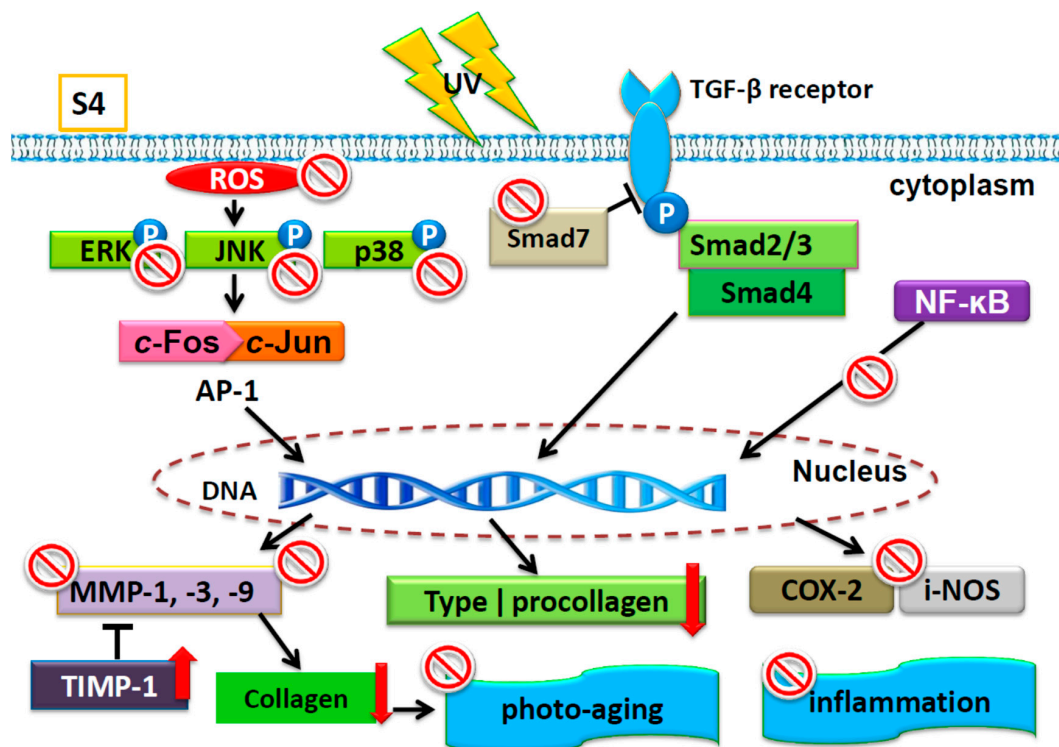 S4
UV
TGF-β receptor
ROS
cytoplasm
ERK P
JNK P
p38 P
Smad7
P
Smad2/3
Smad4
NF-κB
c-Fos
c-Jun
AP-1
Nucleus
DNA
MMP-1, -3, -9
Type | procollagen
COX-2
i-NOS
TIMP-1
Collagen
photo-aging
inflammation